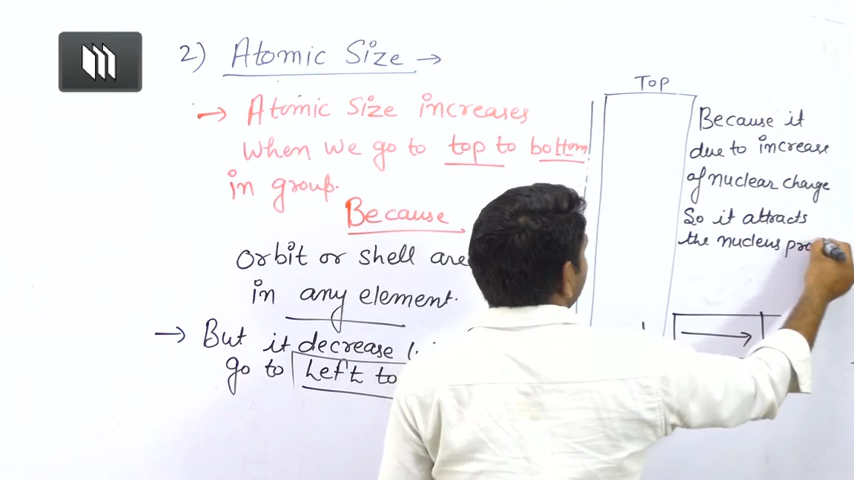 2) Atomic Size →
→ Atomic Size increases
when we go to top to bottom
in group.
Because
orbit or shell are
in any element.
→ But it decrease
go to Left to
TOP
Because it
due to increase
of nuclear charge
So it attracts
the nucleus